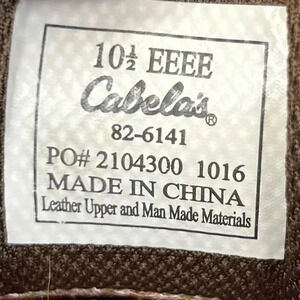 10½ EEEE
Cabela's®
82-6141
PO# 2104300 1016
MADE IN CHINA
Leather Upper and Man Made Materials